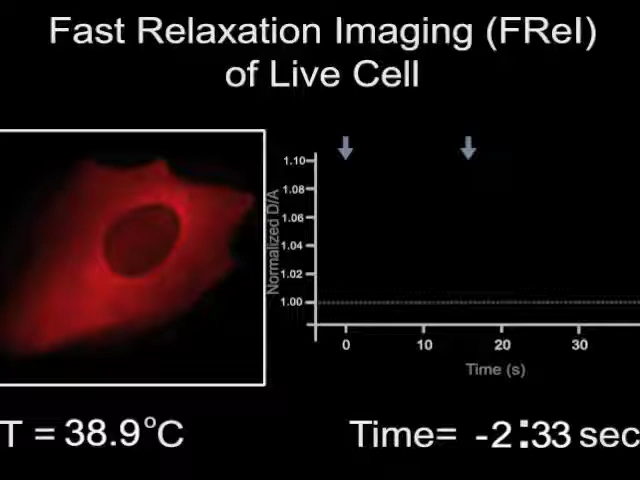 Fast Relaxation Imaging (FReI)
of Live Cell
1.10
1.08
1.06
1.04
1.02
1.00
Normalized D/A
0 10 20 30
Time (s)
T = 38.9°C
Time= -2:33 sec